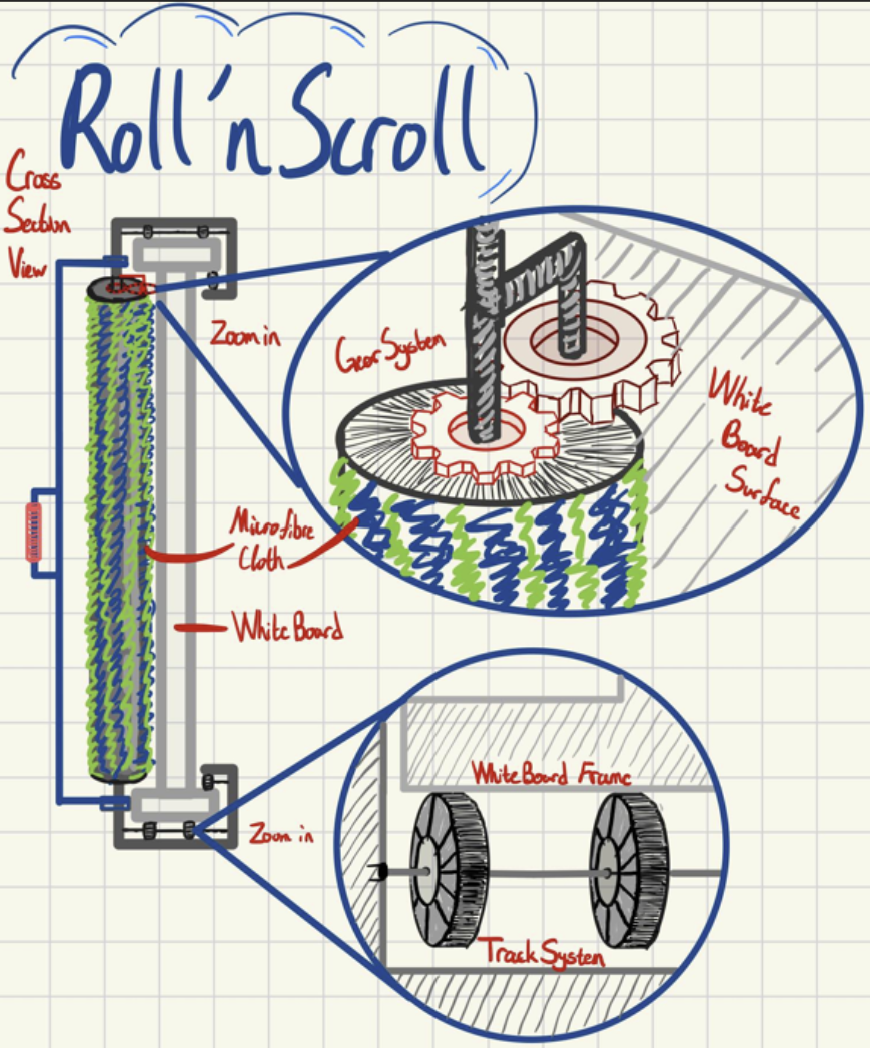 Roll'n Scroll
Cross
Section
View
Zoom in
Gear System
White
Board
Surface
Microfibre
Cloth
White Board
White Board Frame
Zoom in
Track System